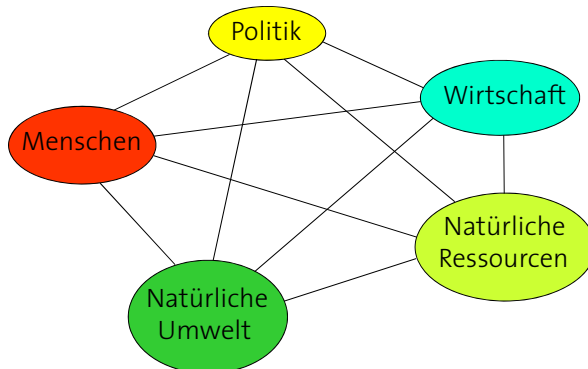 Politik
Wirtschaft
Menschen
Natürliche
Ressourcen
Natürliche
Umwelt